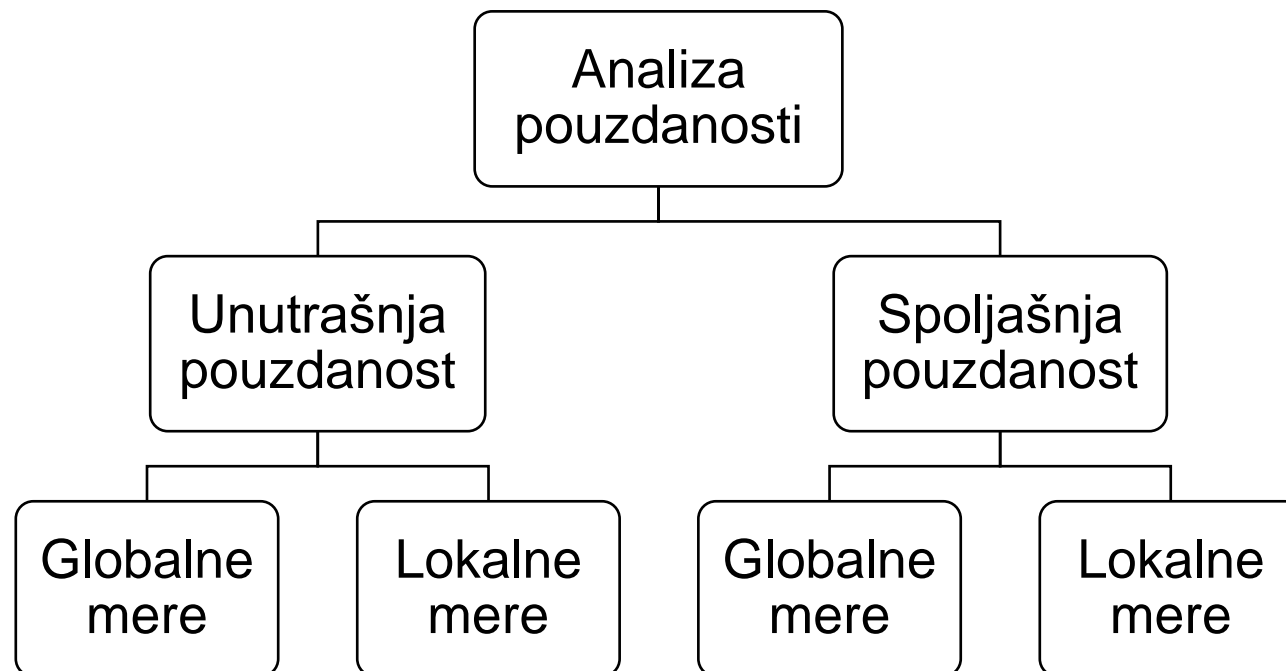 Analiza
pouzdanosti
Unutrašnja
pouzdanost
Spoljašnja
pouzdanost
Globalne
mere
Lokalne
mere
Globalne
mere
Lokalne
mere